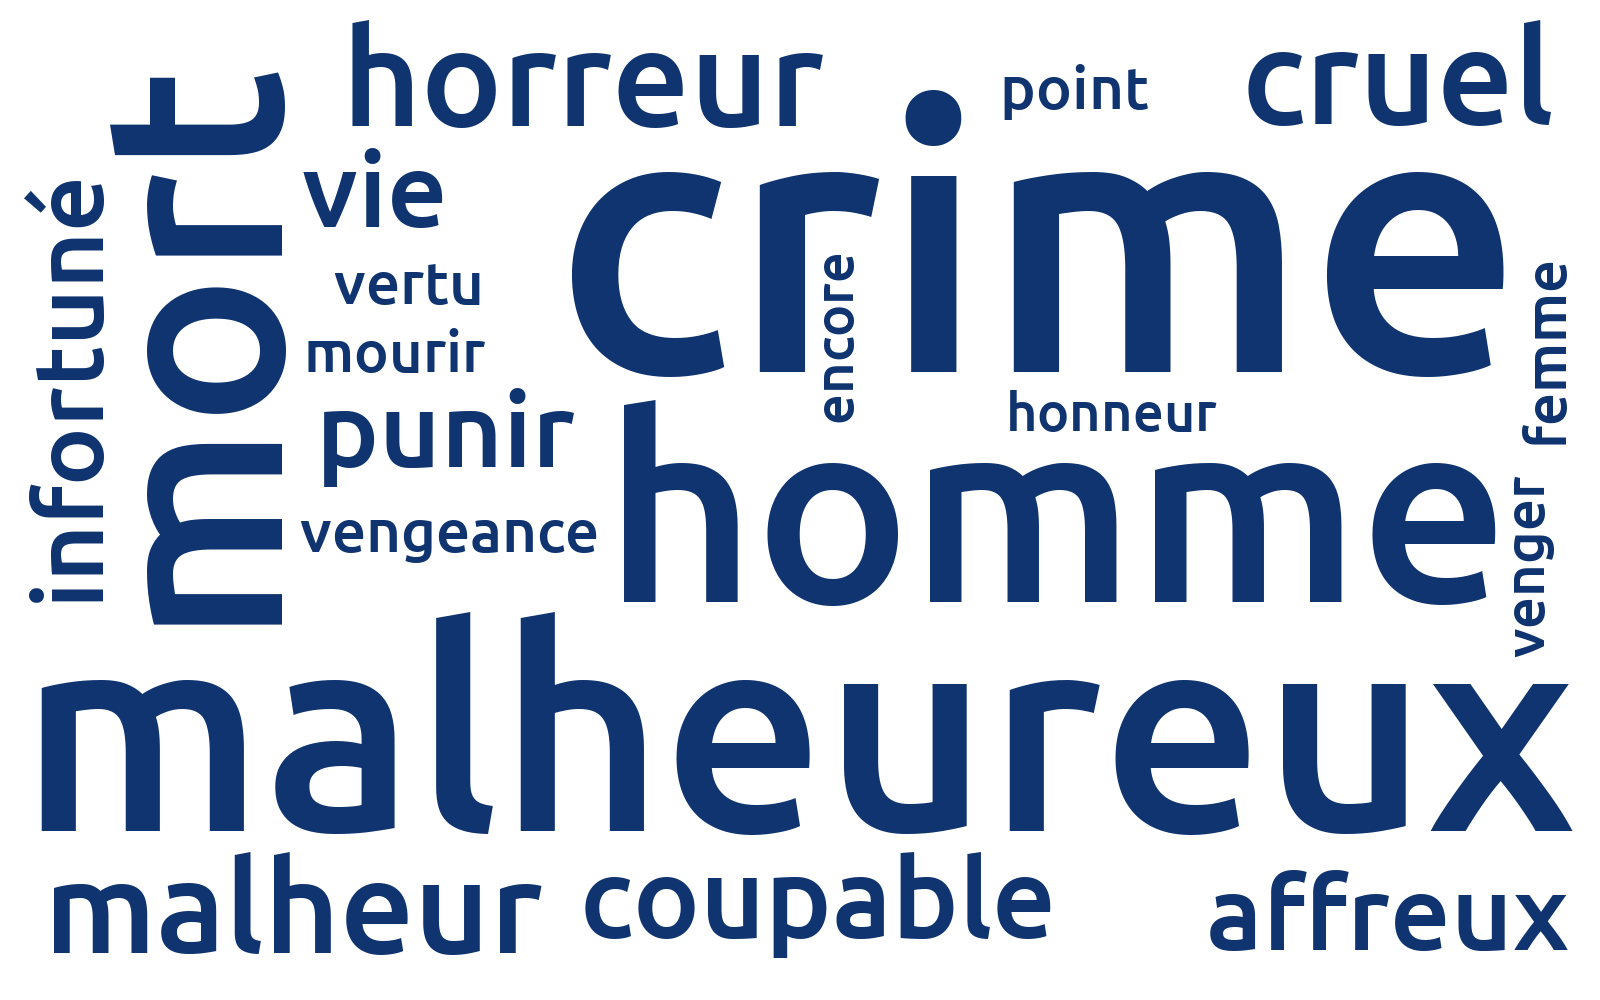 horreur
point
cruel
mort
infortuné
vie
crime
vertu
encore
femme
mourir
punir
honneur
homme
vengeance
venger
malheureux
malheur
coupable
affreux